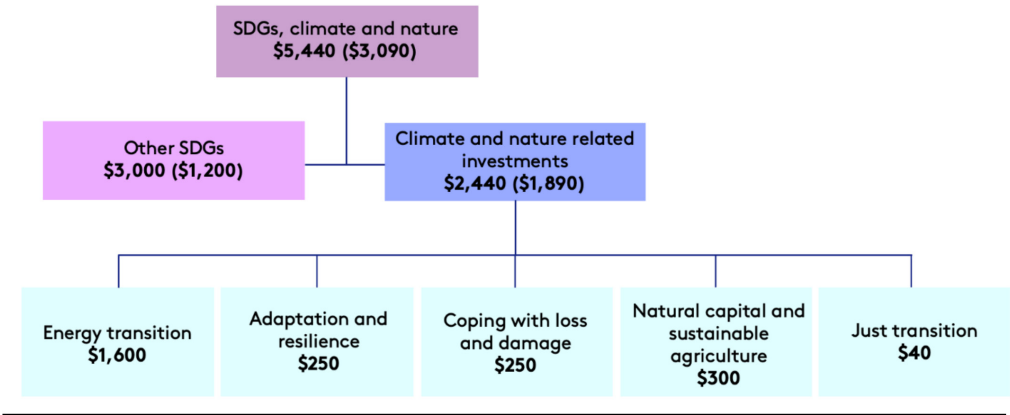 SDGs, climate and nature
$5,440 ($3,090)
Other SDGs
$3,000 ($1,200)
Climate and nature related
investments
$2,440 ($1,890)
Energy transition
$1,600
Adaptation and
resilience
$250
Coping with loss
and damage
$250
Natural capital and
sustainable
agriculture
$300
Just transition
$40